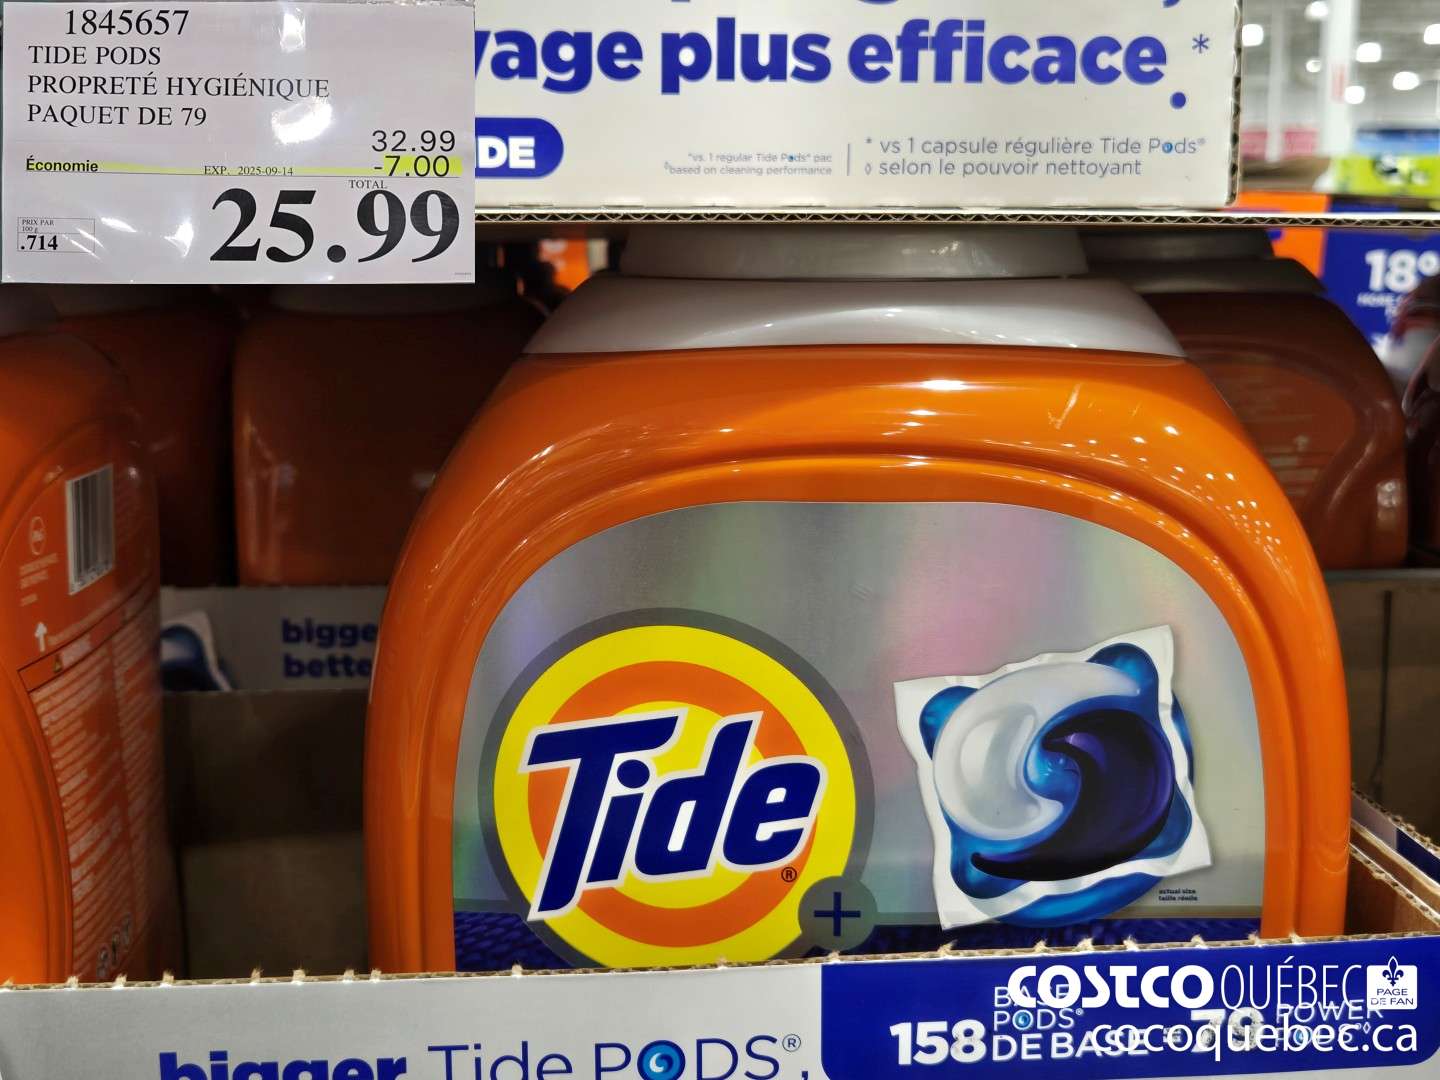 1845657
TIDE PODS
PROPRETÉ HYGIÉNIQUE
PAQUET DE 79
32.99
Économie
EXP. 2025-09-14
-7.00
TOTAL
PRIX PAR
100 g
.714
25.99
vage plus efficace*
DE
*vs. 1 regular Tide Pods® pac
◊based on cleaning performance
* vs 1 capsule régulière Tide Pods®
◊ selon le pouvoir nettoyant
18
bigge
bette
Tide®
+
actual size
taille réelle
bigger Tide PODS®,
158 BASE PODS® DE BASE = 79 POWER PODS®◊
COSTCO QUÉBEC
PAGE
DE FAN
cocoquebec.ca